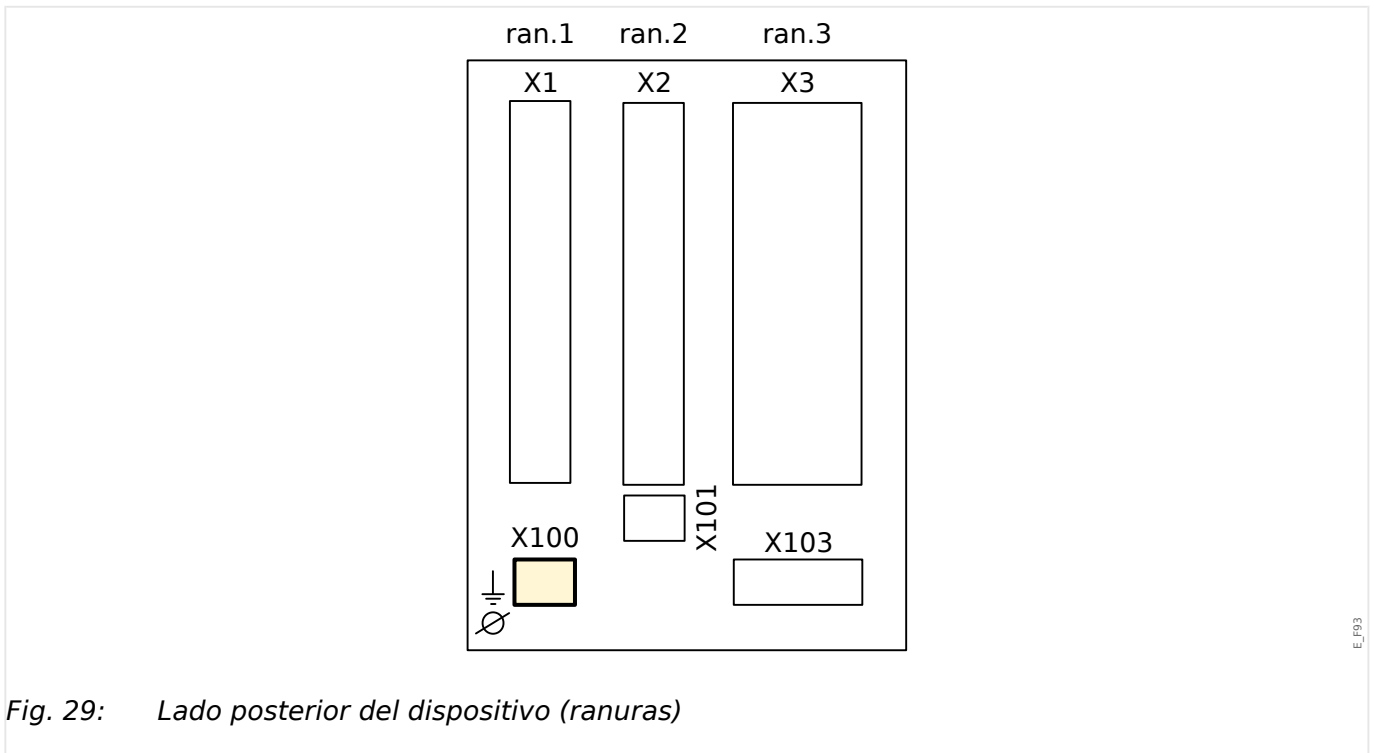 ran.1 ran.2 ran.3
X1 X2 X3
X101
X100
X103
E_F93
Fig. 29: Lado posterior del dispositivo (ranuras)